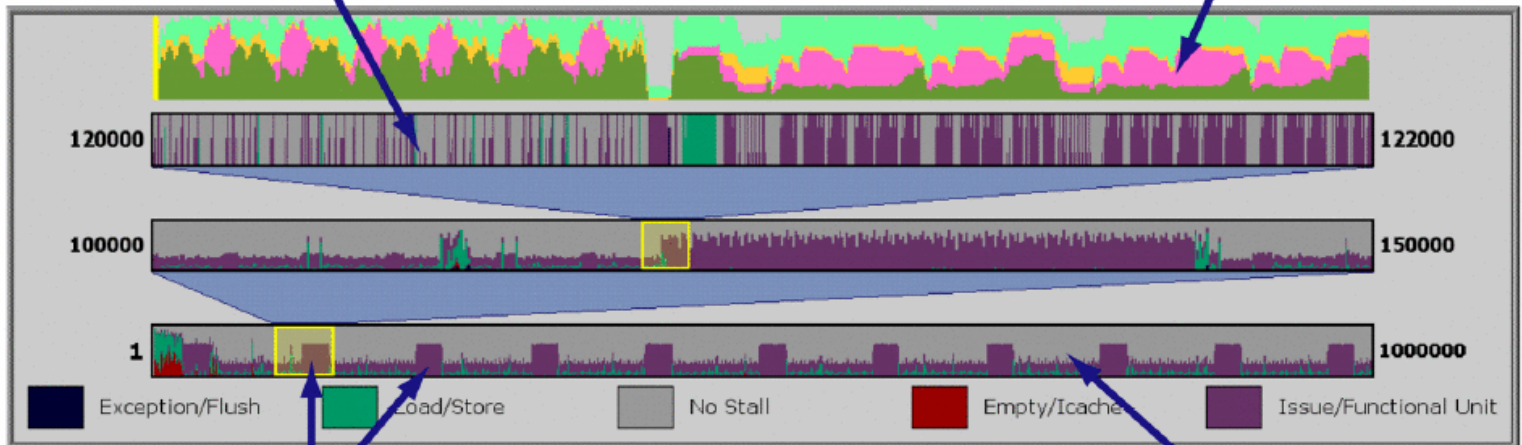 120000 122000
100000 150000
1 1000000
Exception/Flush Load/Store No Stall Empty/Icache Issue/Functional Unit